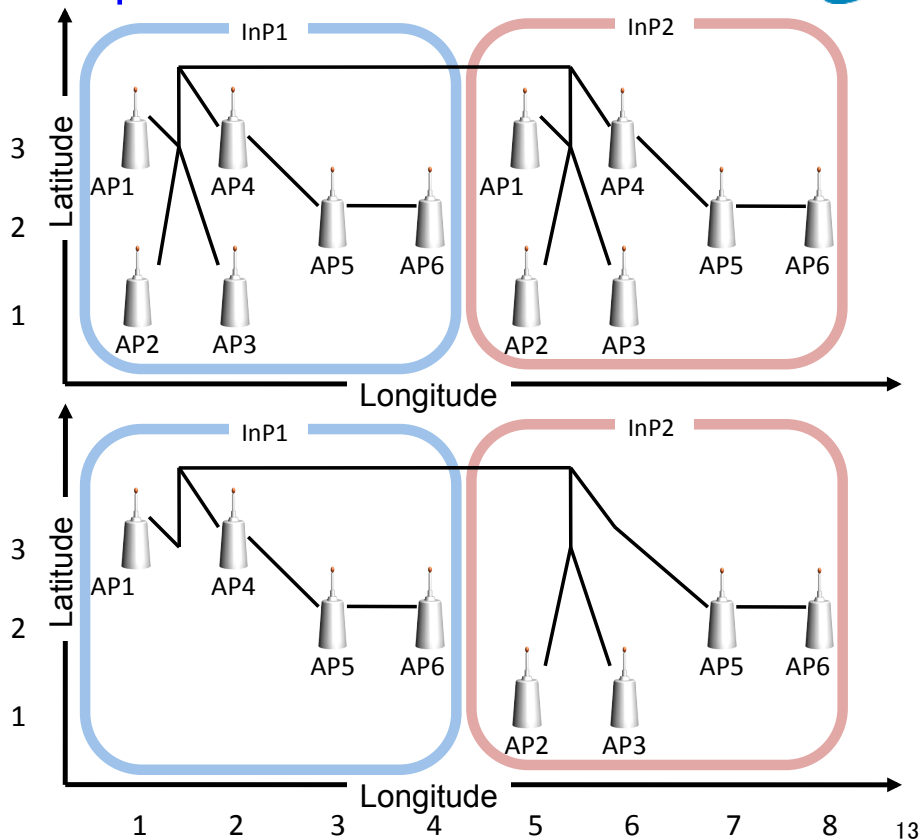 InP1 InP2
3
AP1 AP4 AP1 AP4
Latitude
2
AP5 AP6 AP5 AP6
1
AP2 AP3 AP2 AP3
Longitude
InP1 InP2
3
AP1 AP4
Latitude
2
AP5 AP6 AP5 AP6
1
AP2 AP3
Longitude
1 2 3 4 5 6 7 8 13